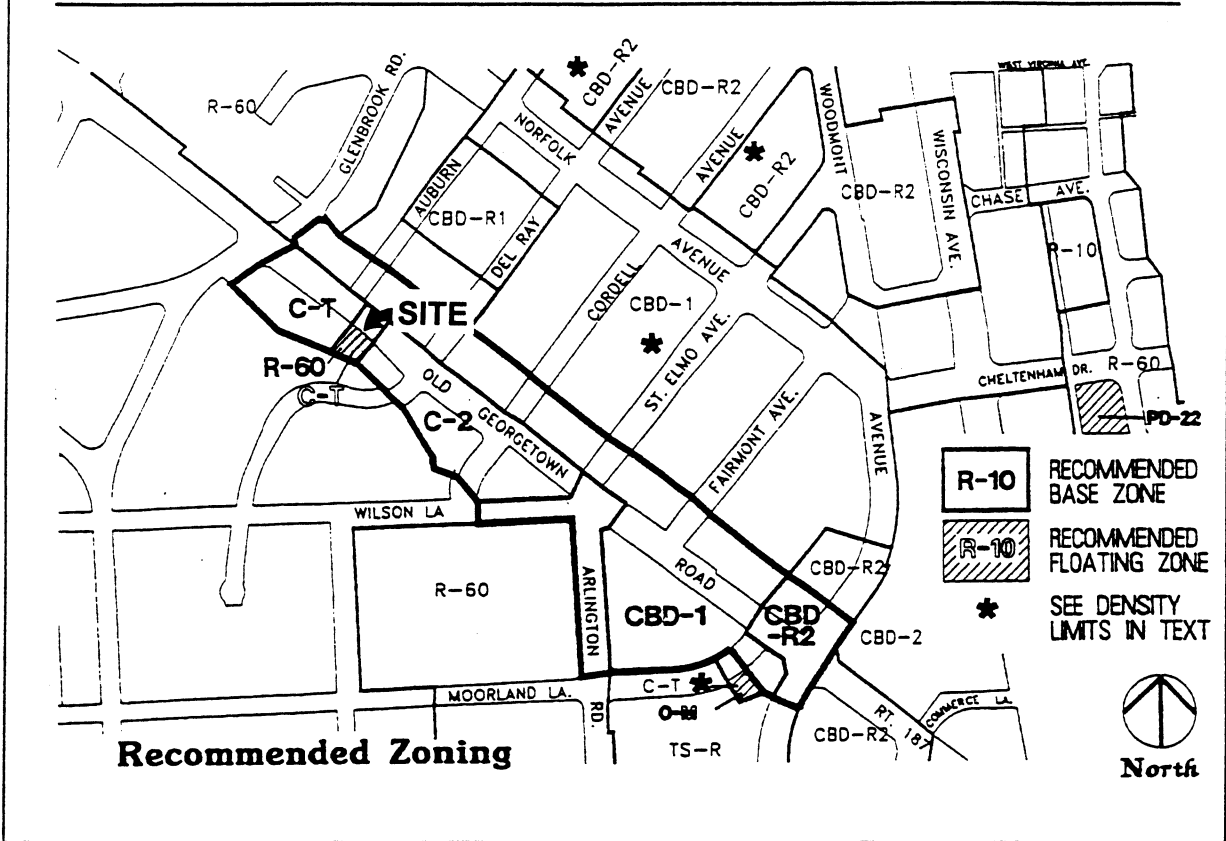 WEST VIRGINIA AVE.
CBD-R2
R-60
GLENBROOK RD.
AVENUE
CBD-R2
WOODMONT
NORFOLK
AVENUE
CBD-R2
WISCONSIN AVE.
CBD-R2
CHASE AVE.
AUBURN
CBD-R1
DEL RAY
AVENUE
R-10
CORDELL
CBD-1
C-T
SITE
ST. ELMO AVE.
R-60
C-T
OLD GEORGETOWN ROAD
C-2
FAIRMONT AVE.
AVENUE
CHELTENHAM DR.
R-60
PD-22
WILSON LA
R-60
ARLINGTON RD.
CBD-R2
CBD-1
CBD
-R2
CBD-2
MOORLAND LA.
C-T
O-M
TS-R
CBD-R2
RT. 187
COMMERCE LA.
R-10
RECOMMENDED
BASE ZONE
R-10
RECOMMENDED
FLOATING ZONE
*
SEE DENSITY
LIMITS IN TEXT
North
Recommended Zoning